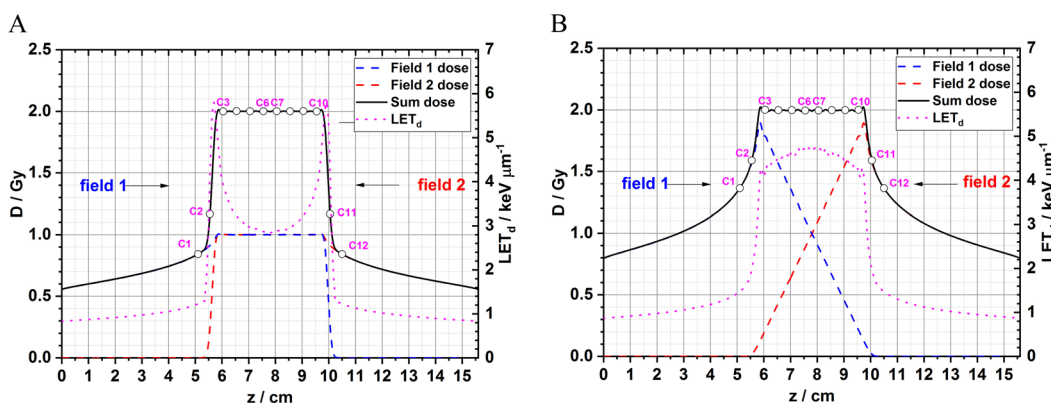 A
2.5
2.0
1.5
1.0
0.5
0.0
D / Gy
0 1 2 3 4 5 6 7 8 9 10 11 12 13 14 15
z / cm
7
6
5
4
3
2
1
0
LETd / keV μm-1
Field 1 dose
Field 2 dose
Sum dose
LETd
C3 C6 C7 C10
field 1
field 2
C2
C11
C1
C12
B
2.5
2.0
1.5
1.0
0.5
0.0
D / Gy
0 1 2 3 4 5 6 7 8 9 10 11 12 13 14 15
z / cm
7
6
5
4
3
2
1
0
LETd / keV μm-1
Field 1 dose
Field 2 dose
Sum dose
LETd
C3 C6 C7 C10
C2
C11
C1
C12
field 1
field 2